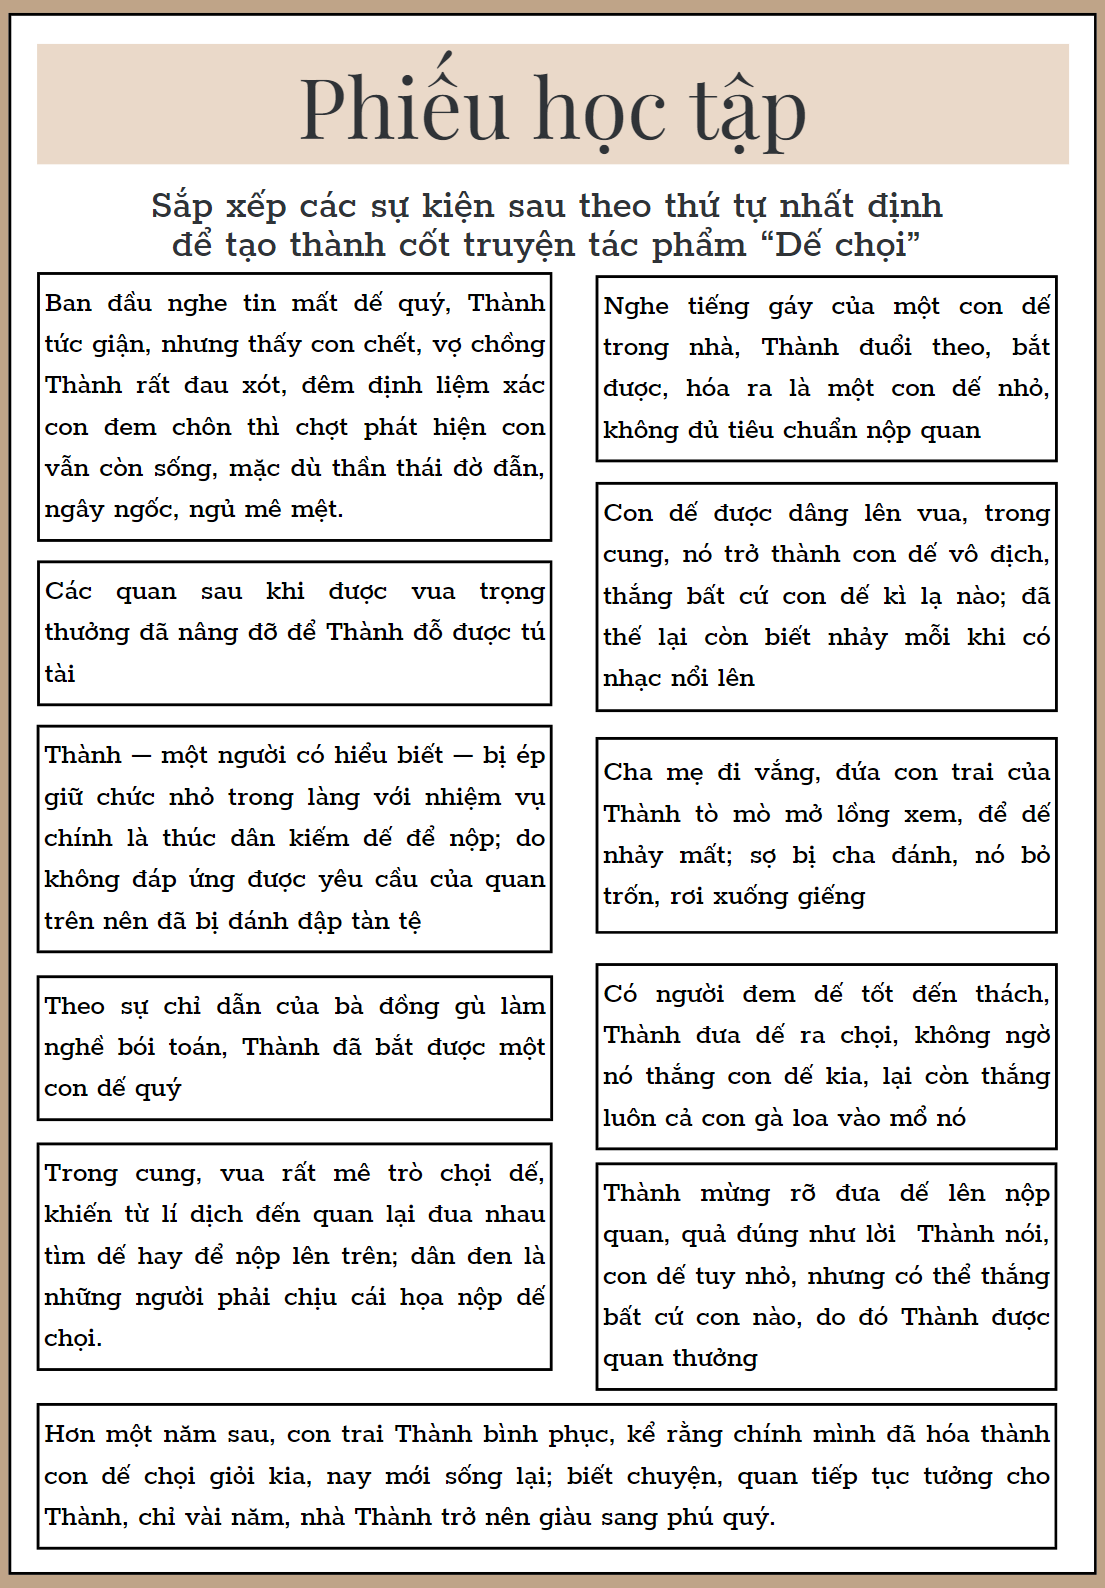 Phiếu học tập
Sắp xếp các sự kiện sau theo thứ tự nhất định
để tạo thành cốt truyện tác phẩm “Dế chọi”
Ban đầu nghe tin mất dế quý, Thành
tức giận, nhưng thấy con chết, vợ chồng
Thành rất đau xót, đêm định liệm xác
con đem chôn thì chợt phát hiện con
vẫn còn sống, mặc dù thần thái đờ đẫn,
ngây ngốc, ngủ mê mệt.
Các quan sau khi được vua trọng
thưởng đã nâng đỡ để Thành đỗ được tú
tài
Thành — một người có hiểu biết — bị ép
giữ chức nhỏ trong làng với nhiệm vụ
chính là thúc dân kiếm dế để nộp; do
không đáp ứng được yêu cầu của quan
trên nên đã bị đánh đập tàn tệ
Theo sự chỉ dẫn của bà đồng gù làm
nghề bói toán, Thành đã bắt được một
con dế quý
Trong cung, vua rất mê trò chọi dế,
khiến từ lí dịch đến quan lại đua nhau
tìm dế hay để nộp lên trên; dân đen là
những người phải chịu cái họa nộp dế
chọi.
Nghe tiếng gáy của một con dế
trong nhà, Thành đuổi theo, bắt
được, hóa ra là một con dế nhỏ,
không đủ tiêu chuẩn nộp quan
Con dế được dâng lên vua, trong
cung, nó trở thành con dế vô địch,
thắng bất cứ con dế kì lạ nào; đã
thế lại còn biết nhảy mỗi khi có
nhạc nổi lên
Cha mẹ đi vắng, đứa con trai của
Thành tò mò mở lồng xem, để dế
nhảy mất; sợ bị cha đánh, nó bỏ
trốn, rơi xuống giếng
Có người đem dế tốt đến thách,
Thành đưa dế ra chọi, không ngờ
nó thắng con dế kia, lại còn thắng
luôn cả con gà loa vào mổ nó
Thành mừng rỡ đưa dế lên nộp
quan, quả đúng như lời Thành nói,
con dế tuy nhỏ, nhưng có thể thắng
bất cứ con nào, do đó Thành được
quan thưởng
Hơn một năm sau, con trai Thành bình phục, kể rằng chính mình đã hóa thành
con dế chọi giỏi kia, nay mới sống lại; biết chuyện, quan tiếp tục tưởng cho
Thành, chỉ vài năm, nhà Thành trở nên giàu sang phú quý.